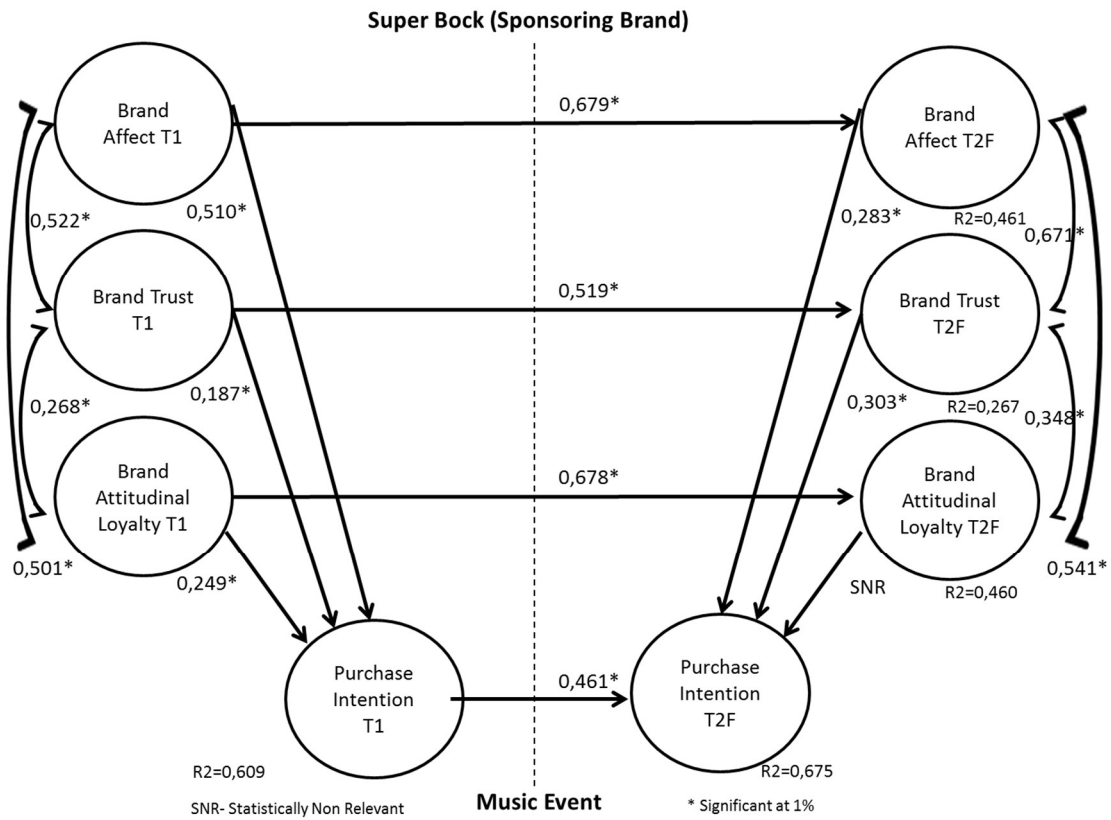 Super Bock (Sponsoring Brand)
Brand
Affect T1
0,679*
Brand
Affect T2F
0,522*
0,510*
0,283*
R2=0,461
0,671*
Brand Trust
T1
0,519*
Brand Trust
T2F
0,268*
0,187*
0,303*
R2=0,267
0,348*
Brand
Attitudinal
Loyalty T1
0,678*
Brand
Attitudinal
Loyalty T2F
0,501*
0,249*
SNR
R2=0,460
0,541*
Purchase
Intention
T1
0,461*
Purchase
Intention
T2F
R2=0,609
R2=0,675
SNR- Statistically Non Relevant
Music Event
* Significant at 1%